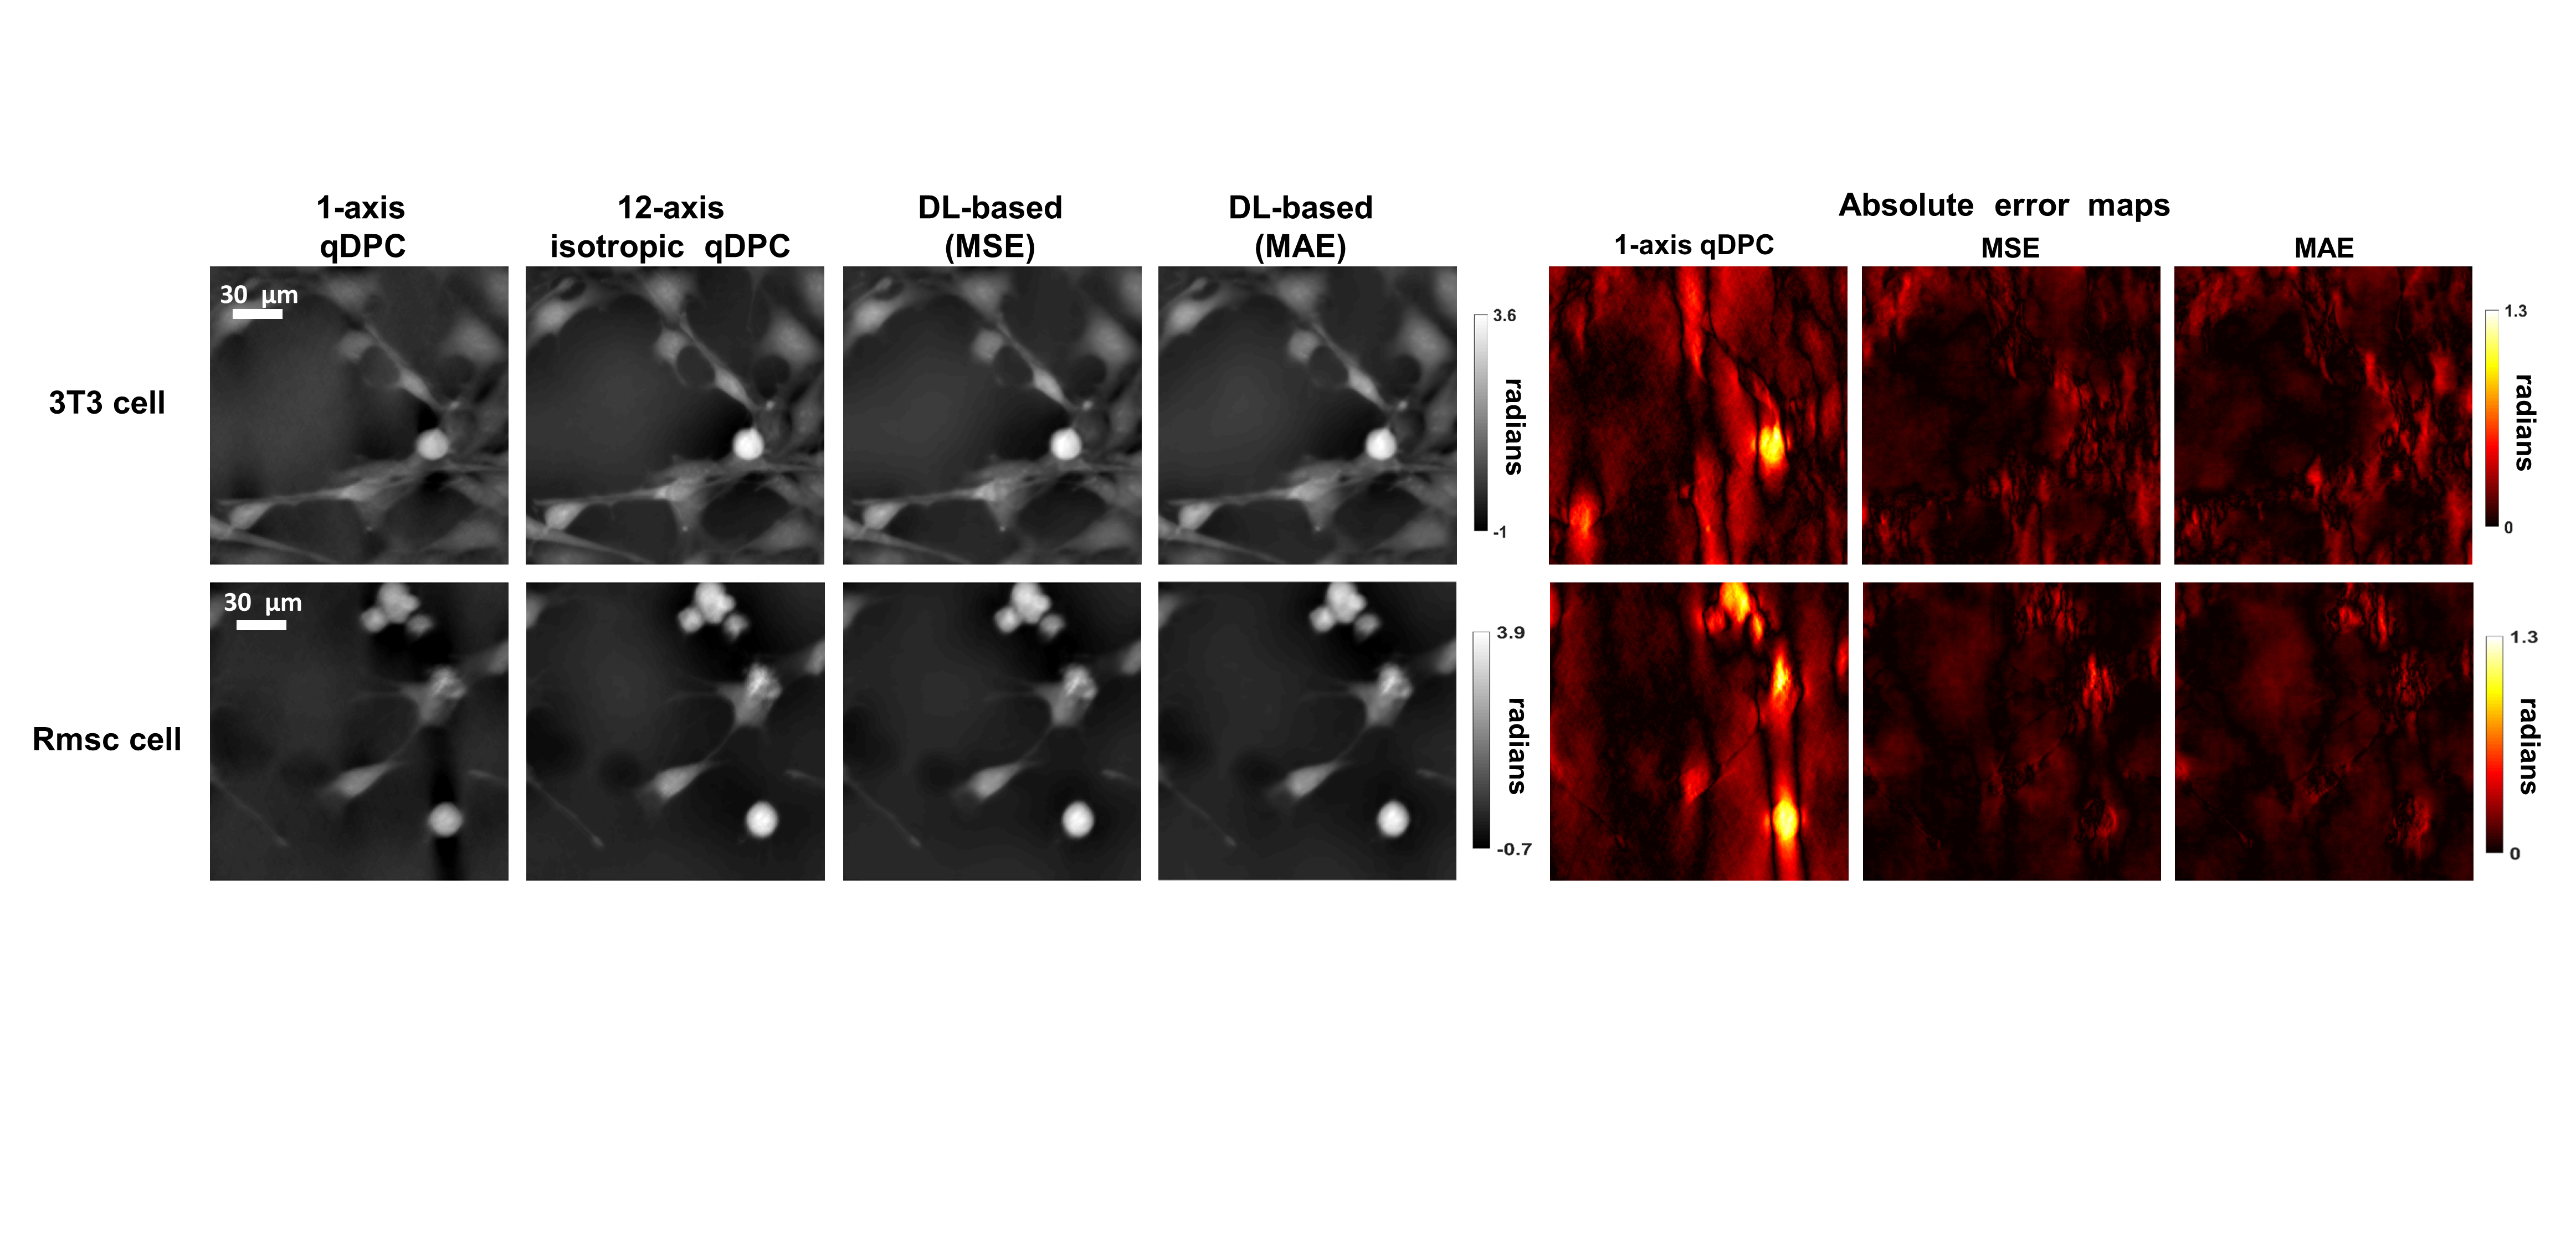 1-axis
qDPC
12-axis
isotropic qDPC
DL-based
(MSE)
DL-based
(MAE)
Absolute error maps
1-axis qDPC
MSE
MAE
3T3 cell
30 μm
3.6
radians
-1
1.3
radians
0
Rmsc cell
30 μm
3.9
radians
-0.7
1.3
radians
0